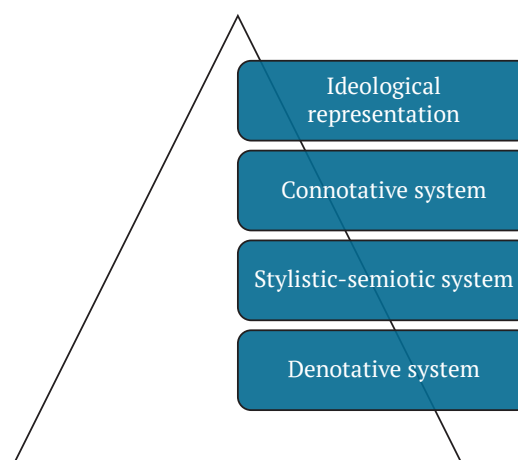 Ideological
representation
Connotative system
Stylistic-semiotic system
Denotative system